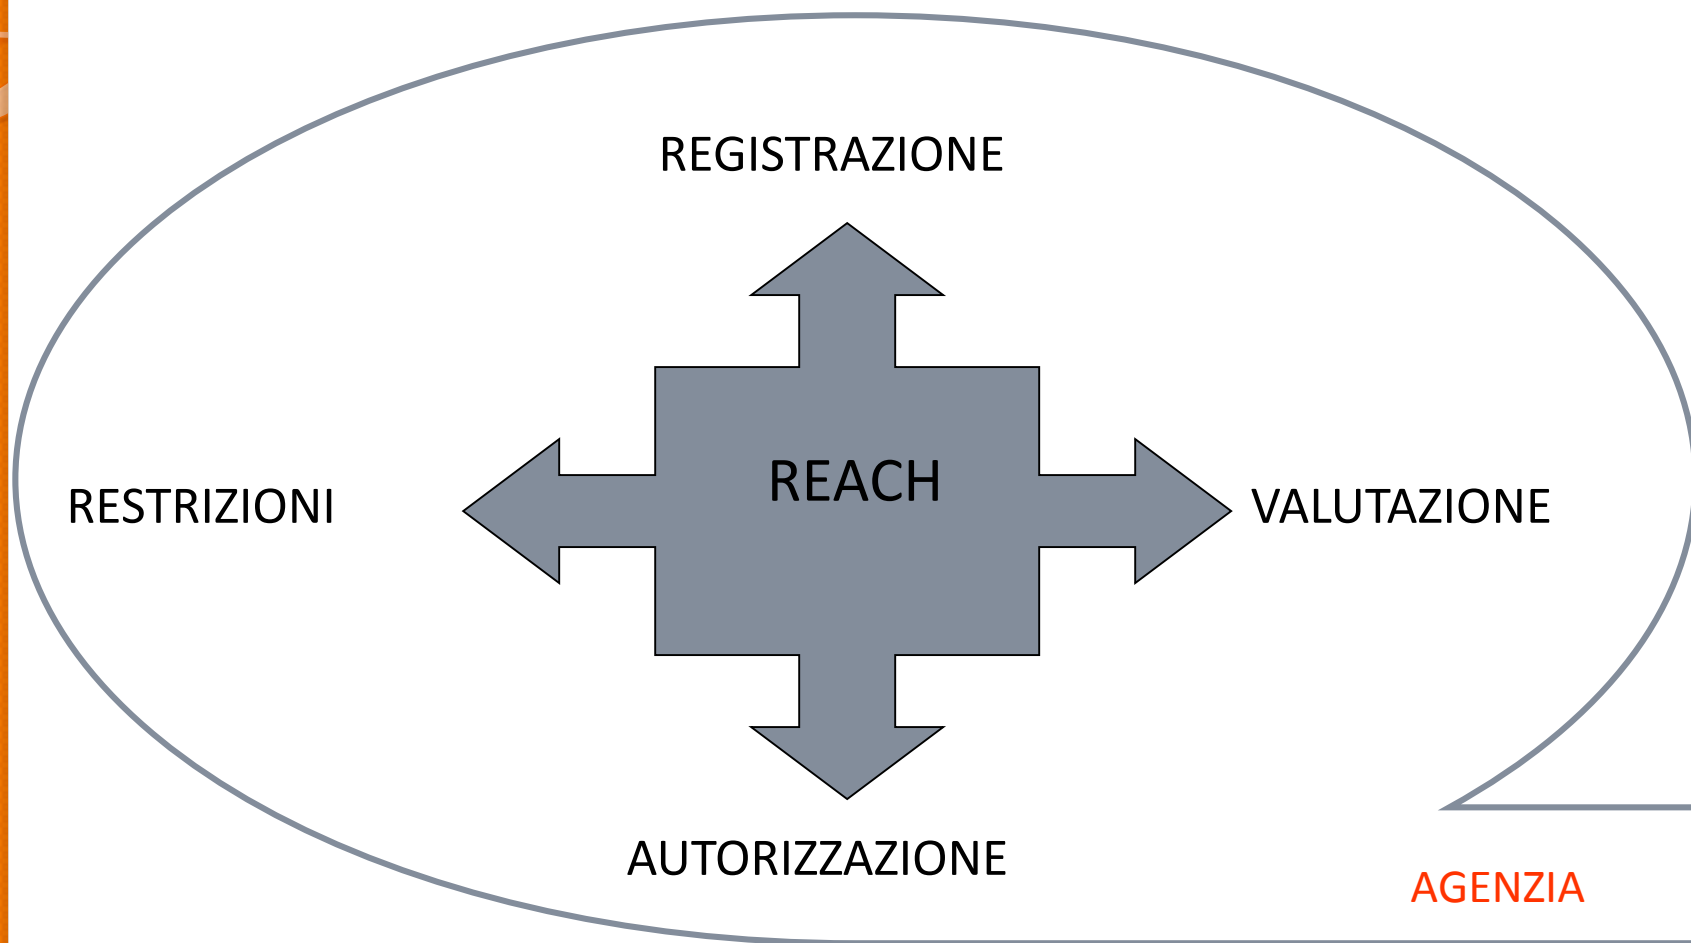 REGISTRAZIONE
REACH
RESTRIZIONI
VALUTAZIONE
AUTORIZZAZIONE
AGENZIA